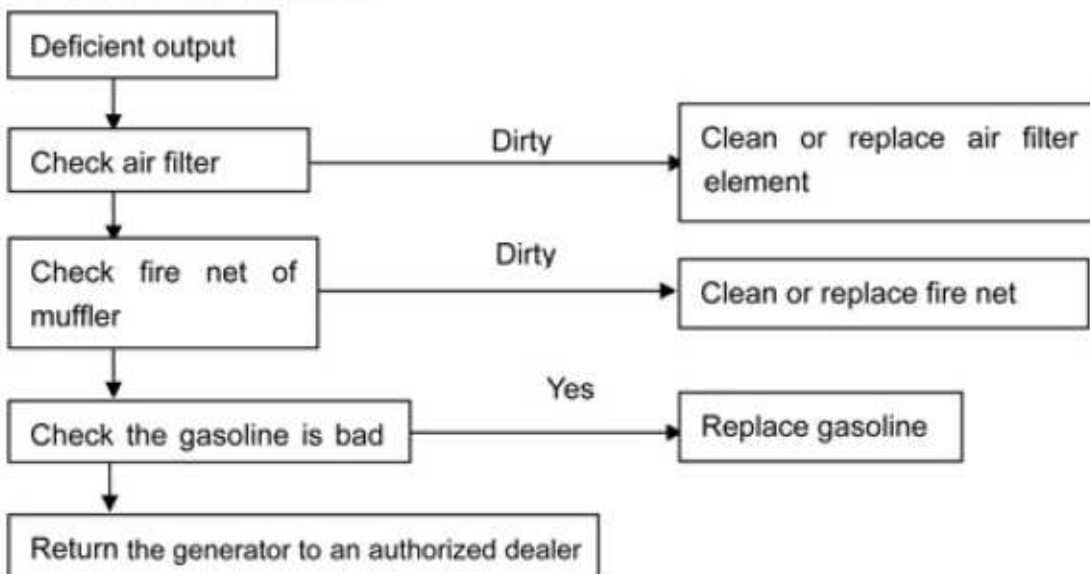 Deficient output
Check air filter
Dirty
Clean or replace air filter
element
Check fire net of
muffler
Dirty
Clean or replace fire net
Check the gasoline is bad
Yes
Replace gasoline
Return the generator to an authorized dealer